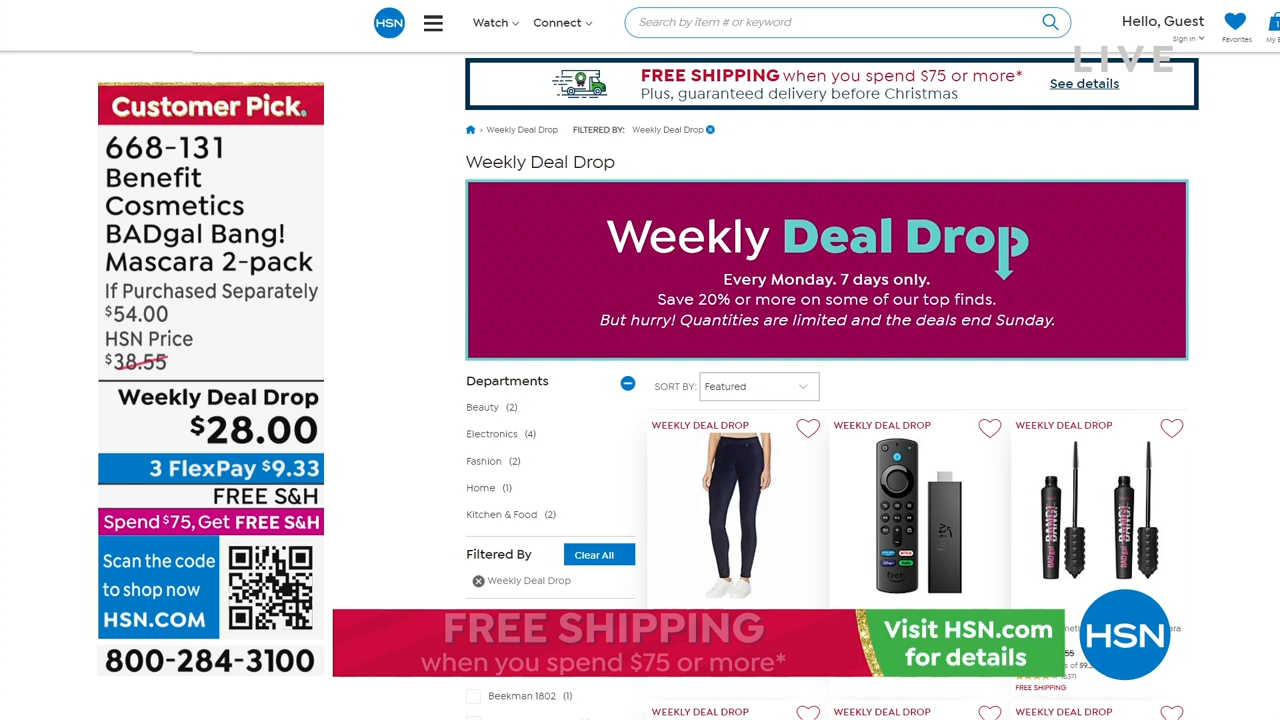 HSN
Watch
Connect
Search by item # or keyword
Hello, Guest
Sign In
Favorites
LIVE
FREE SHIPPING when you spend $75 or more*
Plus, guaranteed delivery before Christmas
See details
> Weekly Deal Drop FILTERED BY: Weekly Deal Drop
Weekly Deal Drop
Weekly Deal Drop
Every Monday. 7 days only.
Save 20% or more on some of our top finds.
But hurry! Quantities are limited and the deals end Sunday.
Customer Pick.
668-131
Benefit
Cosmetics
BADgal Bang!
Mascara 2-pack
If Purchased Separately
$54.00
HSN Price
$38.55
Weekly Deal Drop
$28.00
3 FlexPay $9.33
FREE S&H
Spend $75, Get FREE S&H
Scan the code
to shop now
HSN.COM
800-284-3100
Departments
Beauty (2)
Electronics (4)
Fashion (2)
Home (1)
Kitchen & Food (2)
Filtered By
Clear All
Weekly Deal Drop
Beekman 1802 (1)
SORT BY: Featured
WEEKLY DEAL DROP
WEEKLY DEAL DROP
WEEKLY DEAL DROP
firetv
BADgal BANG!
BADgal BANG!
FREE SHIPPING
when you spend $75 or more*
Visit HSN.com
for details
HSN
FREE SHIPPING
WEEKLY DEAL DROP
WEEKLY DEAL DROP
WEEKLY DEAL DROP